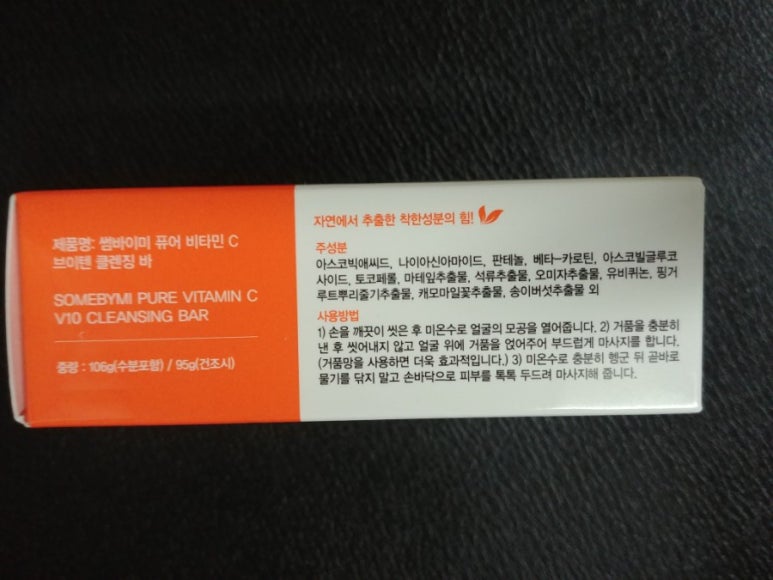 제품명: 썸바이미 퓨어 비타민 C
브이텐 클렌징 바
SOMEBYMI PURE VITAMIN C
V10 CLEANSING BAR
중량 : 106g(수분포함) / 95g(건조시)
자연에서 추출한 착한성분의 힘!
주성분
아스코빅애씨드, 나이아신아마이드, 판테놀, 베타-카로틴, 아스코빌글루코
사이드, 토코페롤, 마테잎추출물, 석류추출물, 오미자추출물, 유비퀴논, 핑거
루트뿌리줄기추출물, 캐모마일꽃추출물, 송이버섯추출물 외
사용방법
1) 손을 깨끗이 씻은 후 미온수로 얼굴의 모공을 열어줍니다. 2) 거품을 충분히
낸 후 씻어내지 않고 얼굴 위에 거품을 얹어주어 부드럽게 마사지를 합니다.
(거품망을 사용하면 더욱 효과적입니다.) 3) 미온수로 충분히 헹군 뒤 곧바로
물기를 닦지 말고 손바닥으로 피부를 톡톡 두드려 마사지해 줍니다.